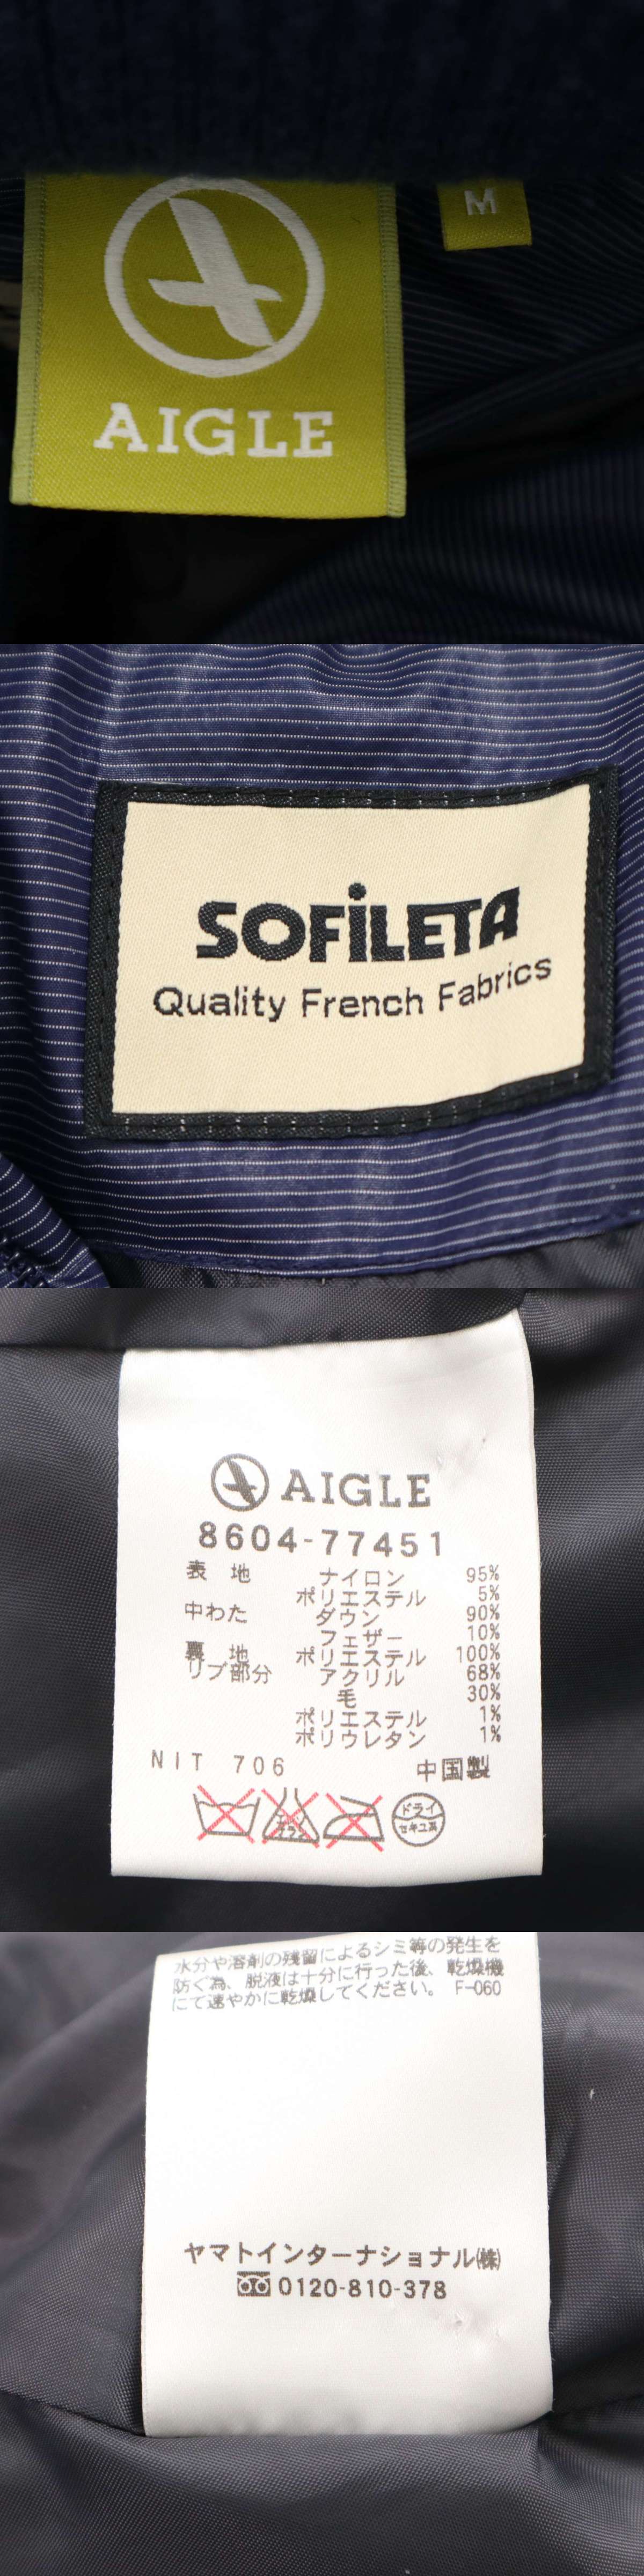 M
AIGLE
SOFiLETA
Quality French Fabrics
AIGLE
8604-77451
表 地 ナイロン 95%
ポリエステル 5%
中わた ダウン 90%
フェザー 10%
裏 地 ポリエステル 100%
リブ部分 アクリル 68%
毛 30%
ポリエステル 1%
ポリウレタン 1%
NIT 706 中国製
エンソ
サラシ
ドライ
セキユ系
水分や溶剤の残留によるシミ等の発生を
防ぐ為、脱液は十分に行った後、乾燥機
にて速やかに乾燥してください。 F-060
ヤマトインターナショナル㈱
0120-810-378